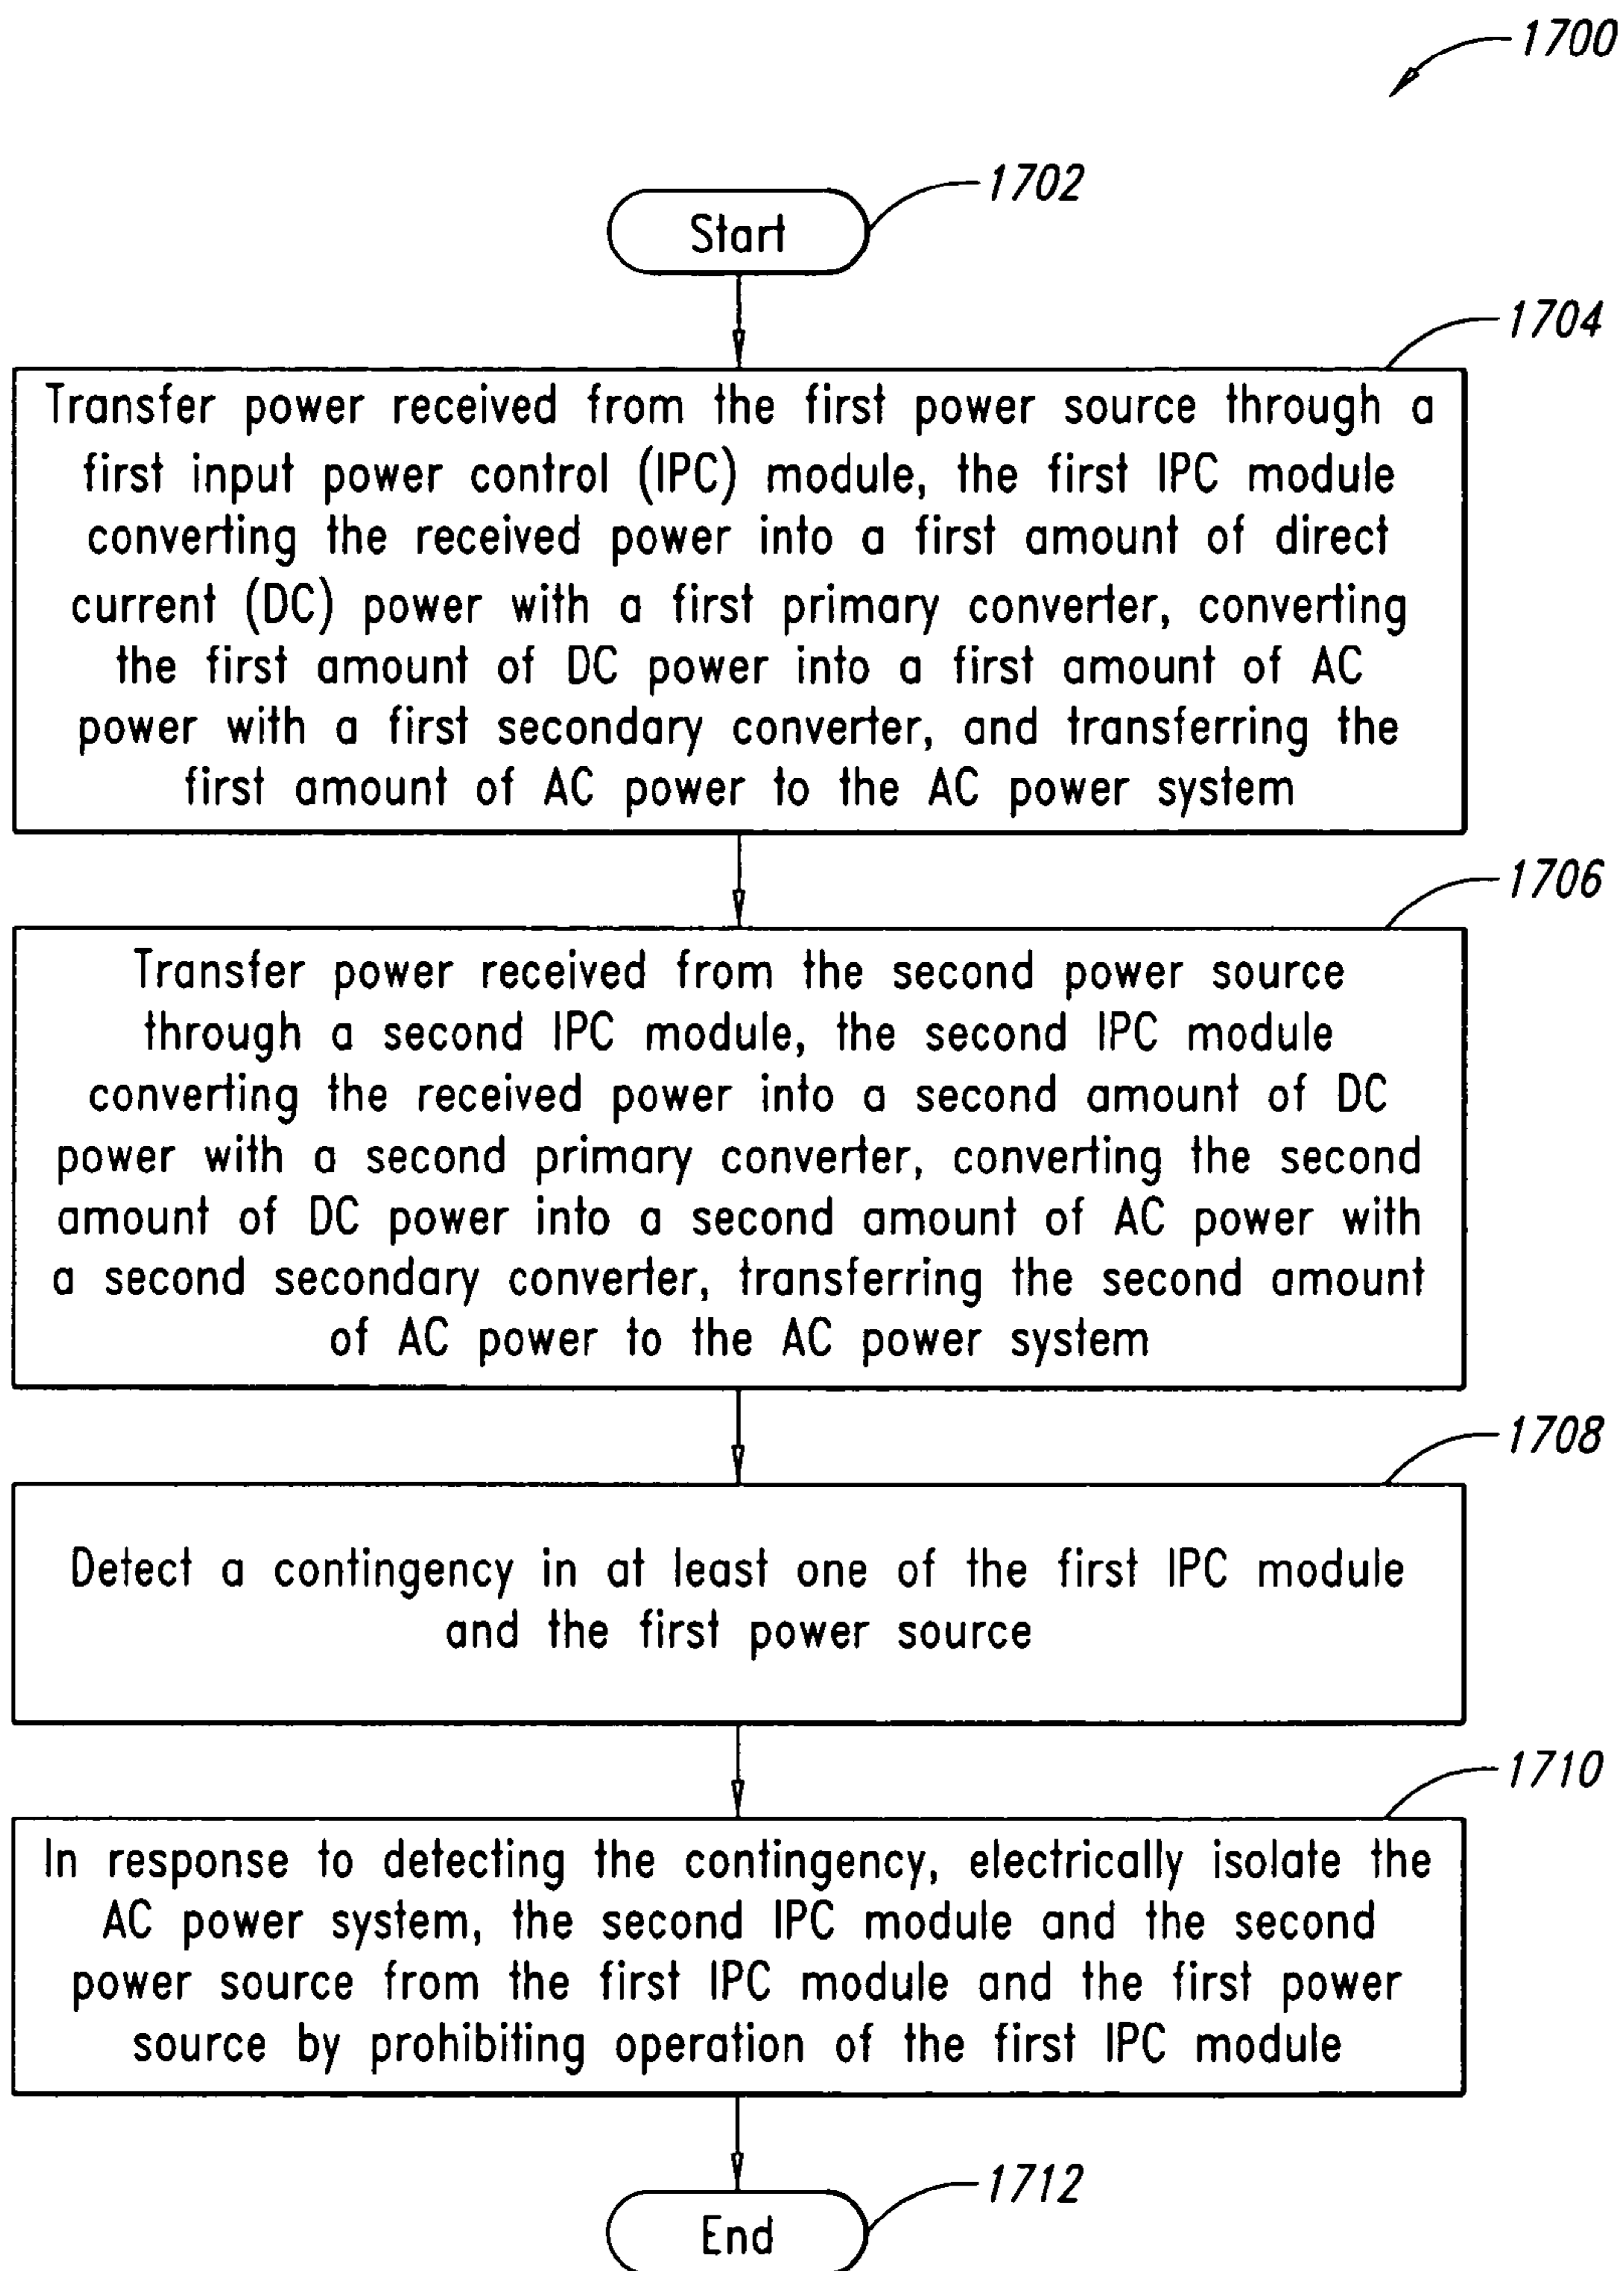 1700
1702
Start
1704
Transfer power received from the first power source through a
first input power control (IPC) module, the first IPC module
converting the received power into a first amount of direct
current (DC) power with a first primary converter, converting
the first amount of DC power into a first amount of AC
power with a first secondary converter, and transferring the
first amount of AC power to the AC power system
1706
Transfer power received from the second power source
through a second IPC module, the second IPC module
converting the received power into a second amount of DC
power with a second primary converter, converting the second
amount of DC power into a second amount of AC power with
a second secondary converter, transferring the second amount
of AC power to the AC power system
1708
Detect a contingency in at least one of the first IPC module
and the first power source
1710
In response to detecting the contingency, electrically isolate the
AC power system, the second IPC module and the second
power source from the first IPC module and the first power
source by prohibiting operation of the first IPC module
1712
End